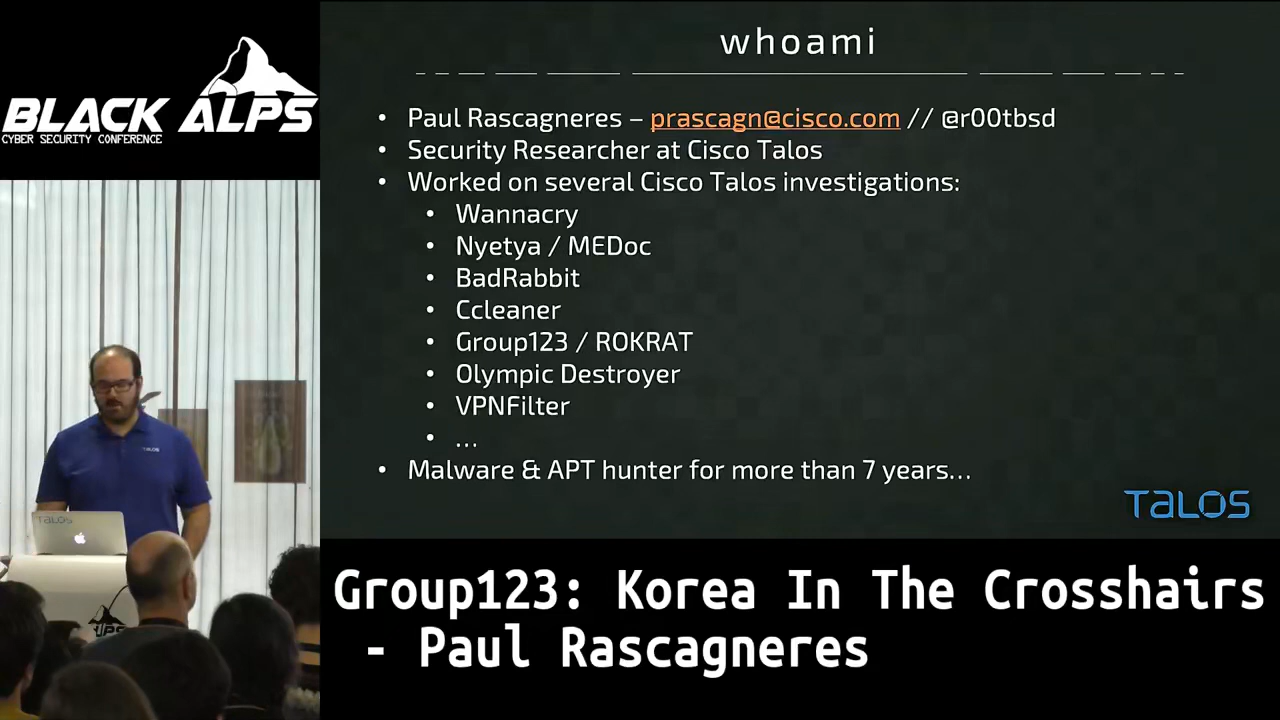 BLACK ALPS
CYBER SECURITY CONFERENCE
whoami
• Paul Rascagneres – prascagn@cisco.com // @r00tbsd
• Security Researcher at Cisco Talos
• Worked on several Cisco Talos investigations:
• Wannacry
• Nyetya / MEDoc
• BadRabbit
• Ccleaner
• Group123 / ROKRAT
• Olympic Destroyer
• VPNFilter
• ...
• Malware & APT hunter for more than 7 years...
TALOS
TALOS
TALOS
Group123: Korea In The Crosshairs
- Paul Rascagneres